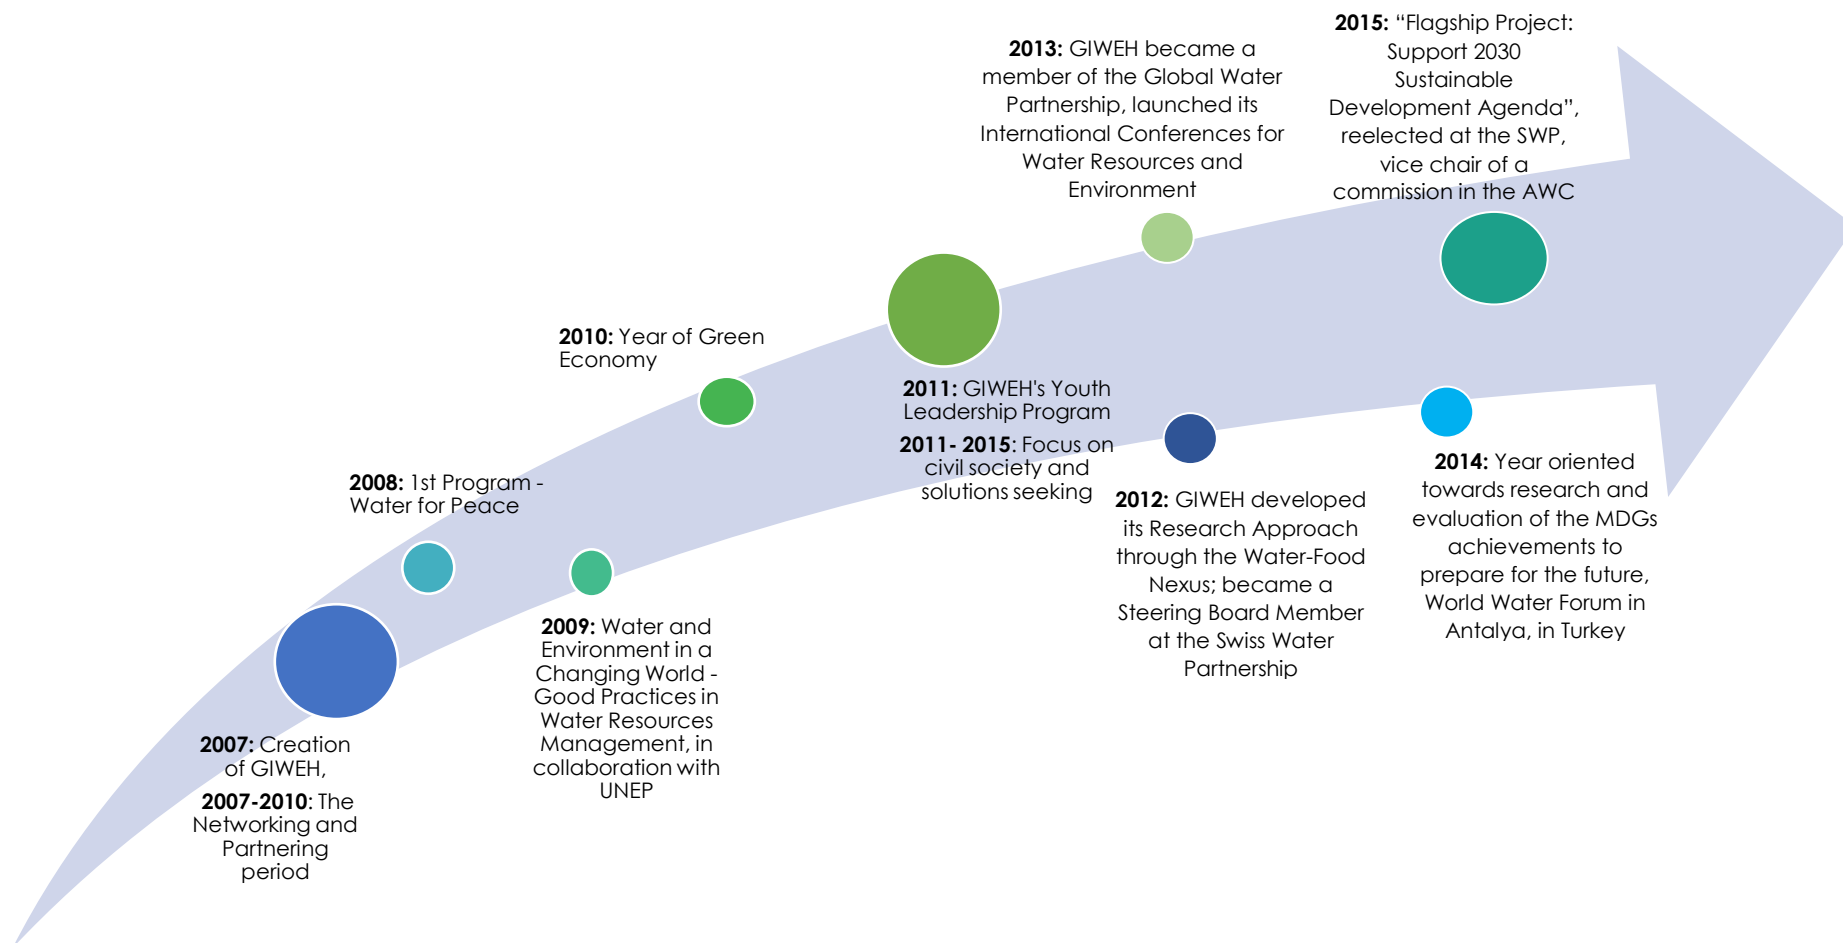 2007: Creation
of GIWEH,
2007-2010: The
Networking and
Partnering
period
2008: 1st Program -
Water for Peace
2009: Water and
Environment in a
Changing World -
Good Practices in
Water Resources
Management, in
collaboration with
UNEP
2010: Year of Green
Economy
2011: GIWEH's Youth
Leadership Program
2011- 2015: Focus on
civil society and
solutions seeking
2012: GIWEH developed
its Research Approach
through the Water-Food
Nexus; became a
Steering Board Member
at the Swiss Water
Partnership
2013: GIWEH became a
member of the Global Water
Partnership, launched its
International Conferences for
Water Resources and
Environment
2014: Year oriented
towards research and
evaluation of the MDGs
achievements to
prepare for the future,
World Water Forum in
Antalya, in Turkey
2015: “Flagship Project:
Support 2030
Sustainable
Development Agenda”,
reelected at the SWP,
vice chair of a
commission in the AWC